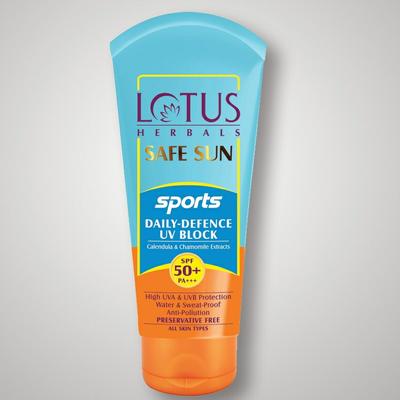 LOTUS
HERBALS
SAFE SUN
sports
DAILY-DEFENCE
UV BLOCK
Calendula & Chamomile Extracts
SPF
50+
PA+++
High UVA & UVB Protection
Water & Sweat-Proof
Anti-Pollution
PRESERVATIVE FREE
ALL SKIN TYPES